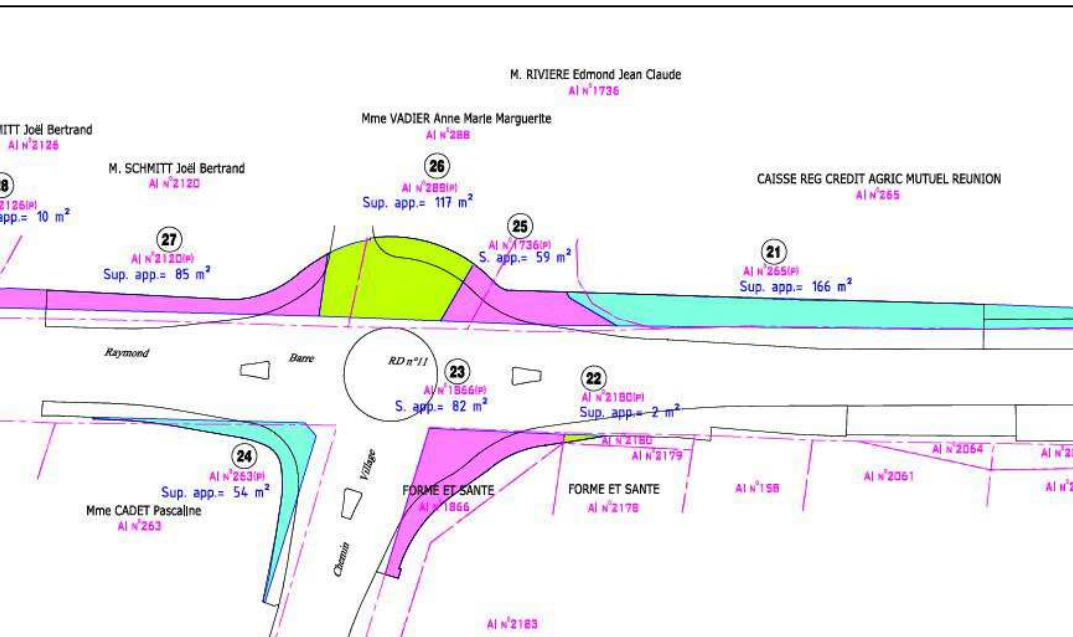 M. RIVIERE Edmond Jean Claude
AI N°1736
Mme VADIER Anne Marie Marguerite
AI N°288
MITT Joël Bertrand
AI N°2126
M. SCHMITT Joël Bertrand
AI N°2120
CAISSE REG CREDIT AGRIC MUTUEL REUNION
AI N°265
28
2126(P)
app.= 10 m²
26
AI N°289(P)
Sup. app.= 117 m²
27
AI N°2120(P)
Sup. app.= 85 m²
25
AI N°1736(P)
S. app.= 59 m²
21
AI N°265(P)
Sup. app.= 166 m²
Raymond
Barre
RD n°11
23
AI N°1866(P)
S. app.= 82 m²
22
AI N°2180(P)
Sup. app.= 2 m²
AI N°2180
AI N°2179
AI N°2064
24
AI N°263(P)
Sup. app.= 54 m²
Mme CADET Pascaline
AI N°263
Village
Chemin
FORME ET SANTE
AI N°1866
FORME ET SANTE
AI N°2178
AI N°158
AI N°2061
AI N°2183